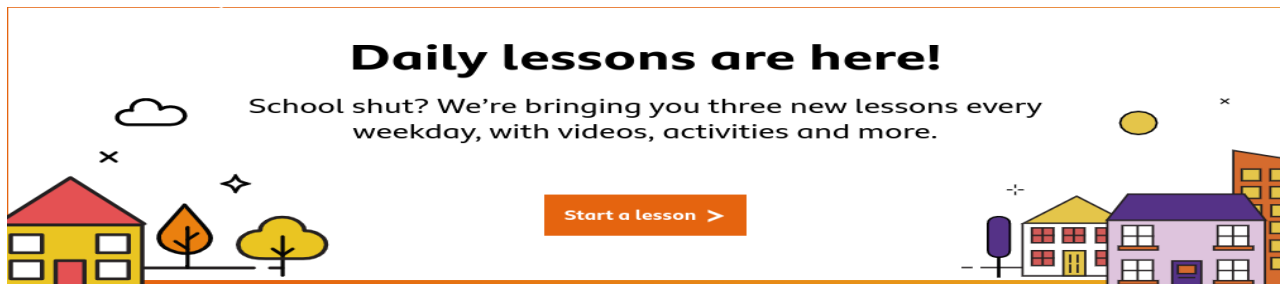 Daily lessons are here!
School shut? We’re bringing you three new lessons every
weekday, with videos, activities and more.
Start a lesson >